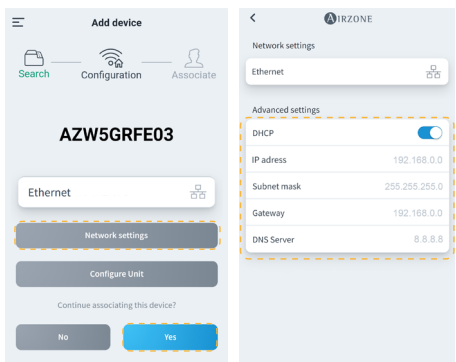 Add device
Search
Configuration
Associate
AZW5GRFE03
Ethernet
Network settings
Configure Unit
Continue associating this device?
No
Yes
AIRZONE
Network settings
Ethernet
Advanced settings
DHCP
IP adress 192.168.0.0
Subnet mask 255.255.255.0
Gateway 192.168.0.0
DNS Server 8.8.8.8